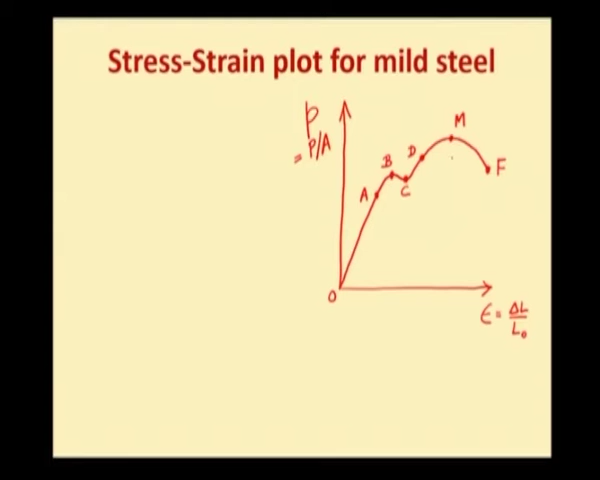 Stress-Strain plot for mild steel
p
= P/A
M
B
D
A
C
F
O
ε = ΔL/L₀